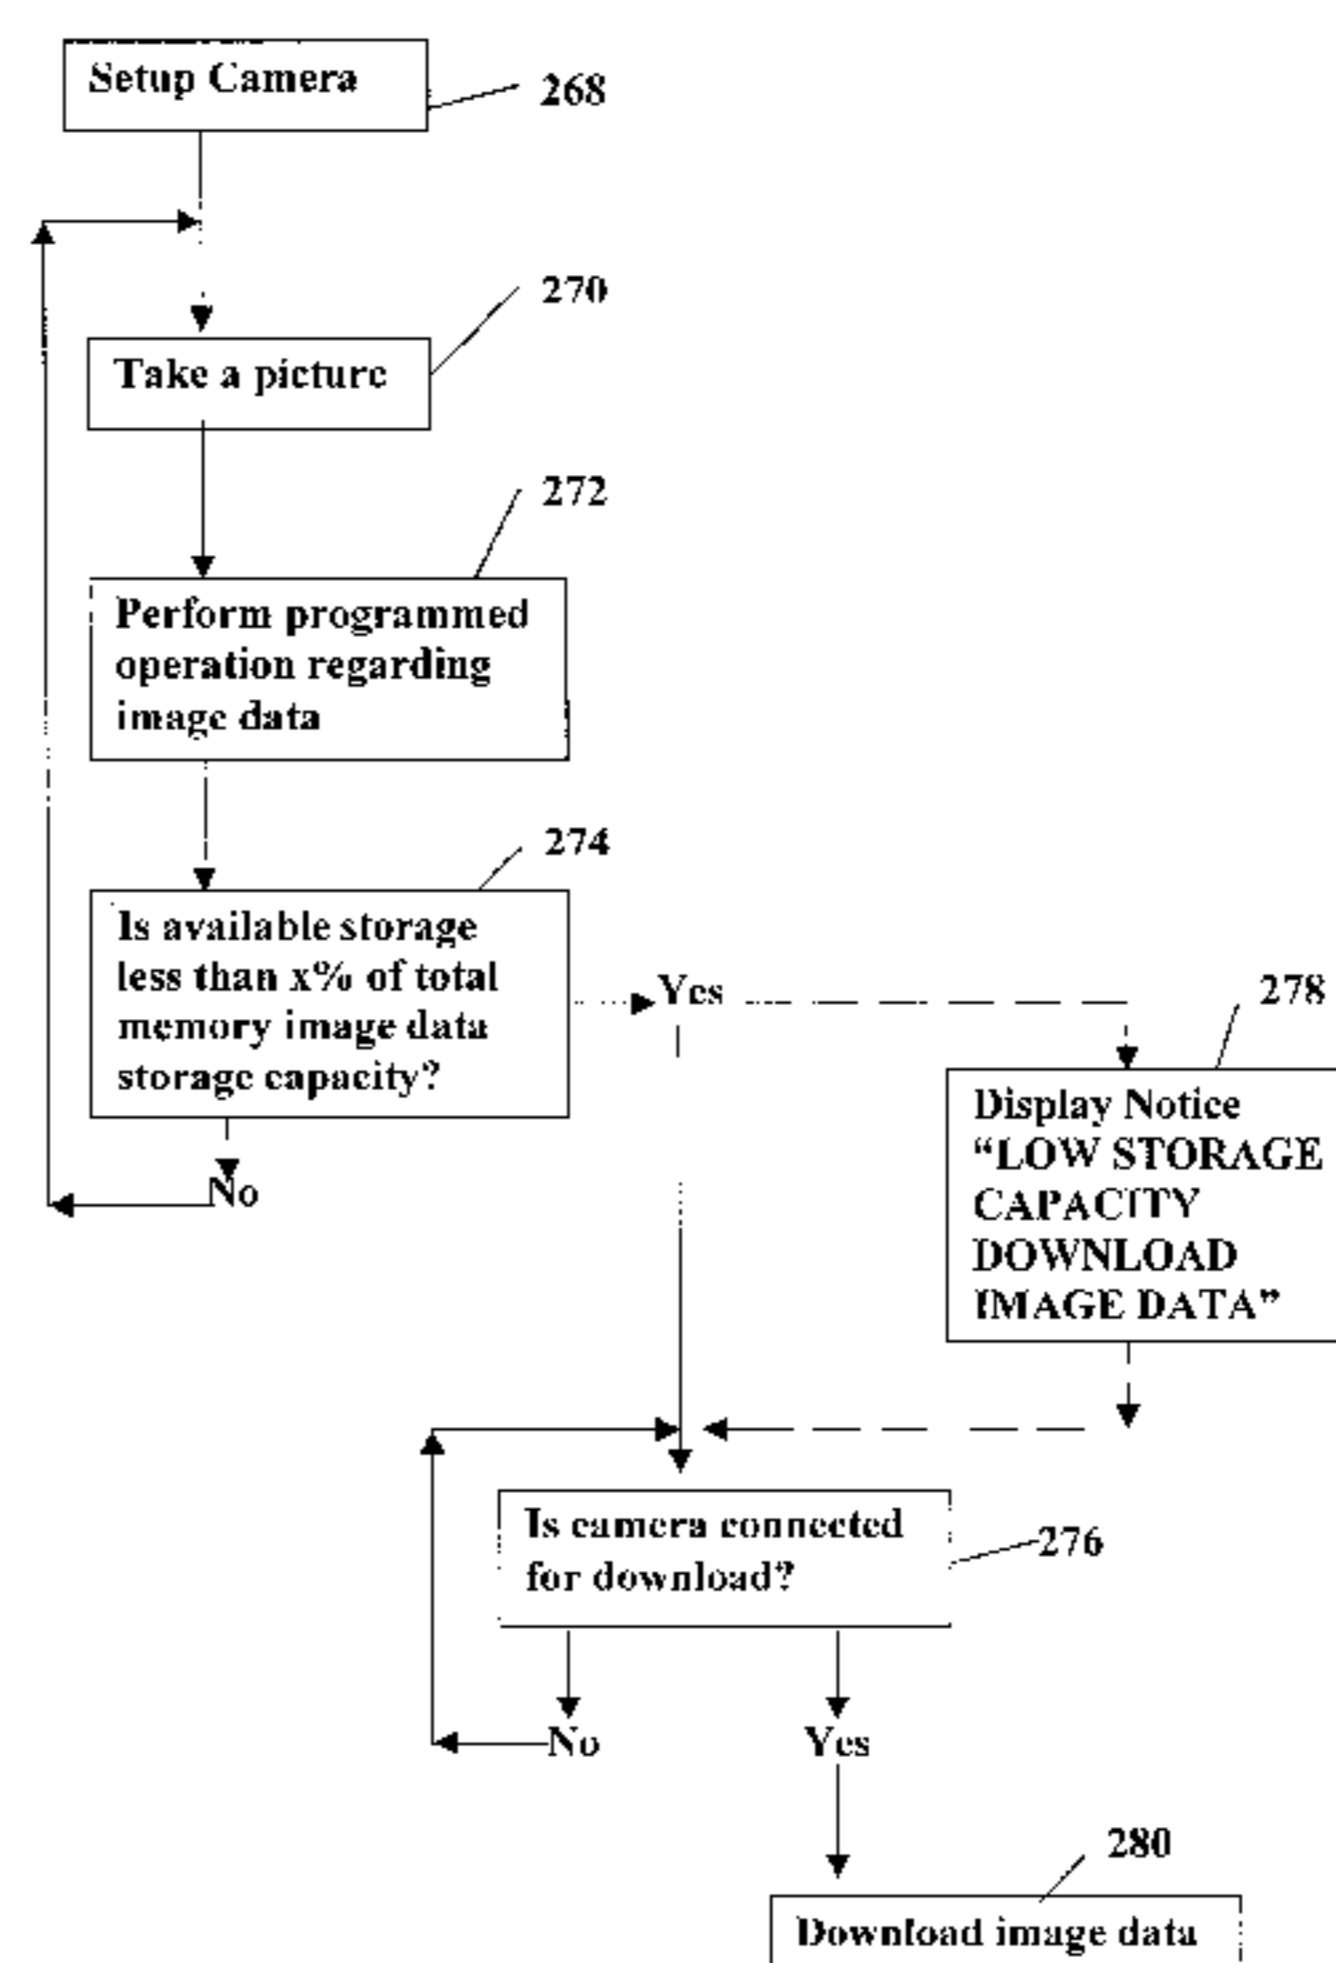 Setup Camera
268
270
Take a picture
272
Perform programmed
operation regarding
image data
274
Is available storage
less than x% of total
memory image data
storage capacity?
Yes
No
278
Display Notice
“LOW STORAGE
CAPACITY
DOWNLOAD
IMAGE DATA”
Is camera connected
for download?
276
No
Yes
280
Download image data